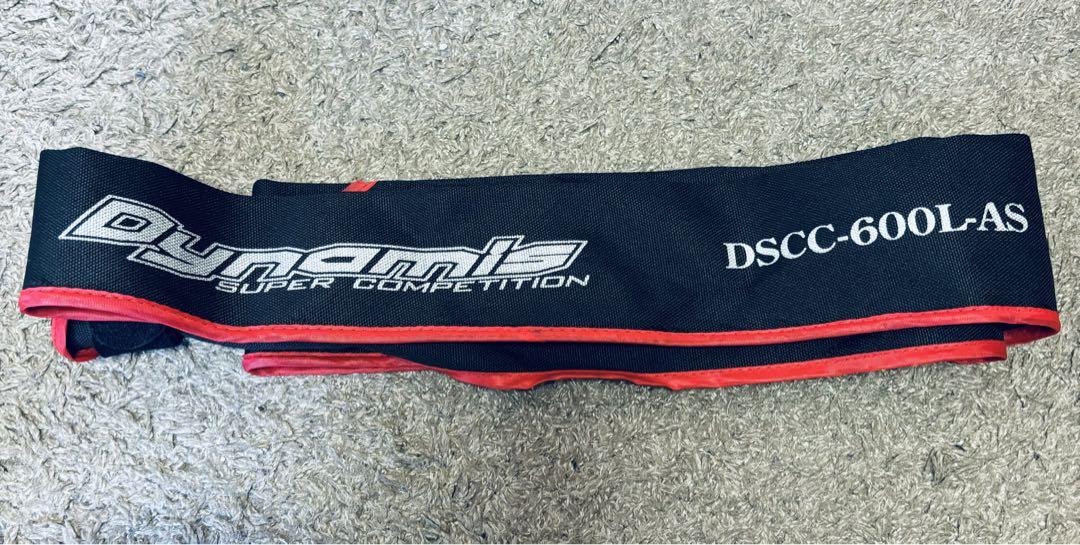 Dynamis
SUPER COMPETITION
DSCC-600L-AS